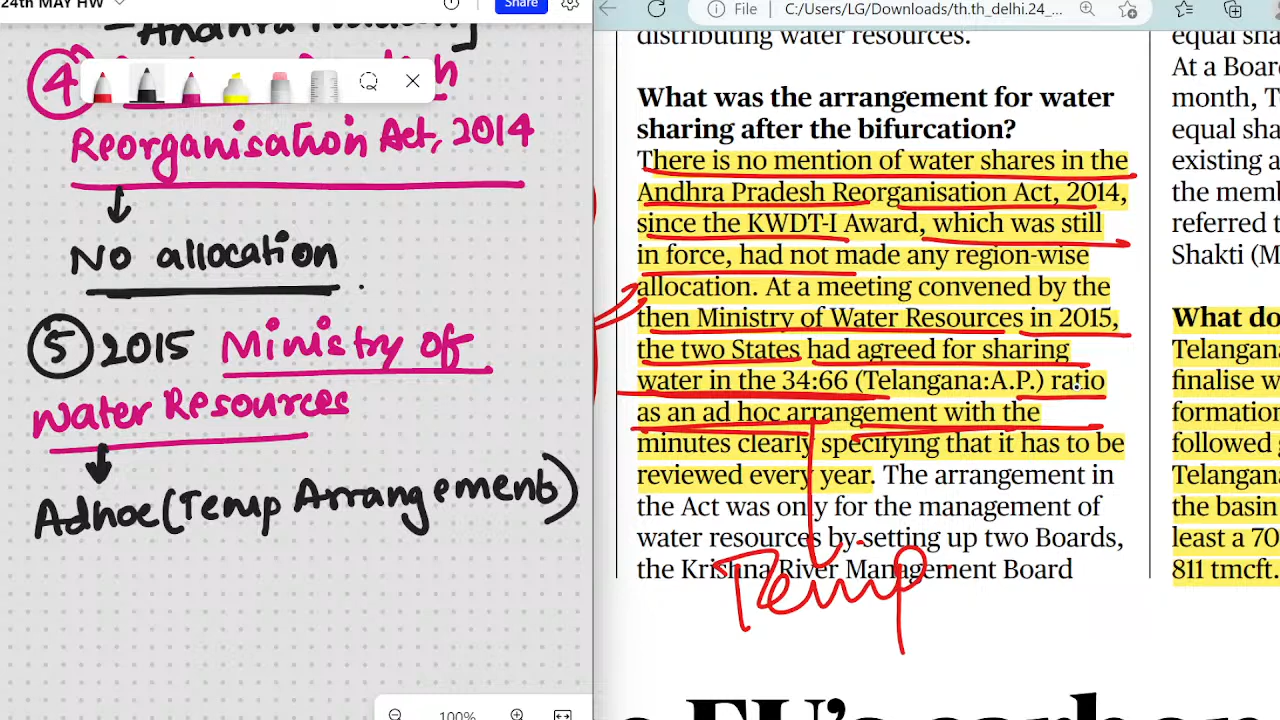 24th MAY HW
Share
-Andhra
④
Reorganisation Act, 2014
No allocation
⑤ 2015 Ministry of
Water Resources
Adhoc (Temp Arrangement)
100%
File
C:/Users/LG/Downloads/th.th_delhi.24_...
distributing water resources.
What was the arrangement for water
sharing after the bifurcation?
There is no mention of water shares in the
Andhra Pradesh Reorganisation Act, 2014,
since the KWDT-I Award, which was still
in force, had not made any region-wise
allocation. At a meeting convened by the
then Ministry of Water Resources in 2015,
the two States had agreed for sharing
water in the 34:66 (Telangana:A.P.) ratio
as an ad hoc arrangement with the
minutes clearly specifying that it has to be
reviewed every year. The arrangement in
the Act was only for the management of
water resources by setting up two Boards,
the Krishna River Management Board
Temp
equal sha
At a Board
month, T
equal sha
existing a
the mem
referred t
Shakti (M
What do
Telangana
finalise w
formation
followed
Telangana
the basin
least a 70
811 tmcft.
EU's carbon